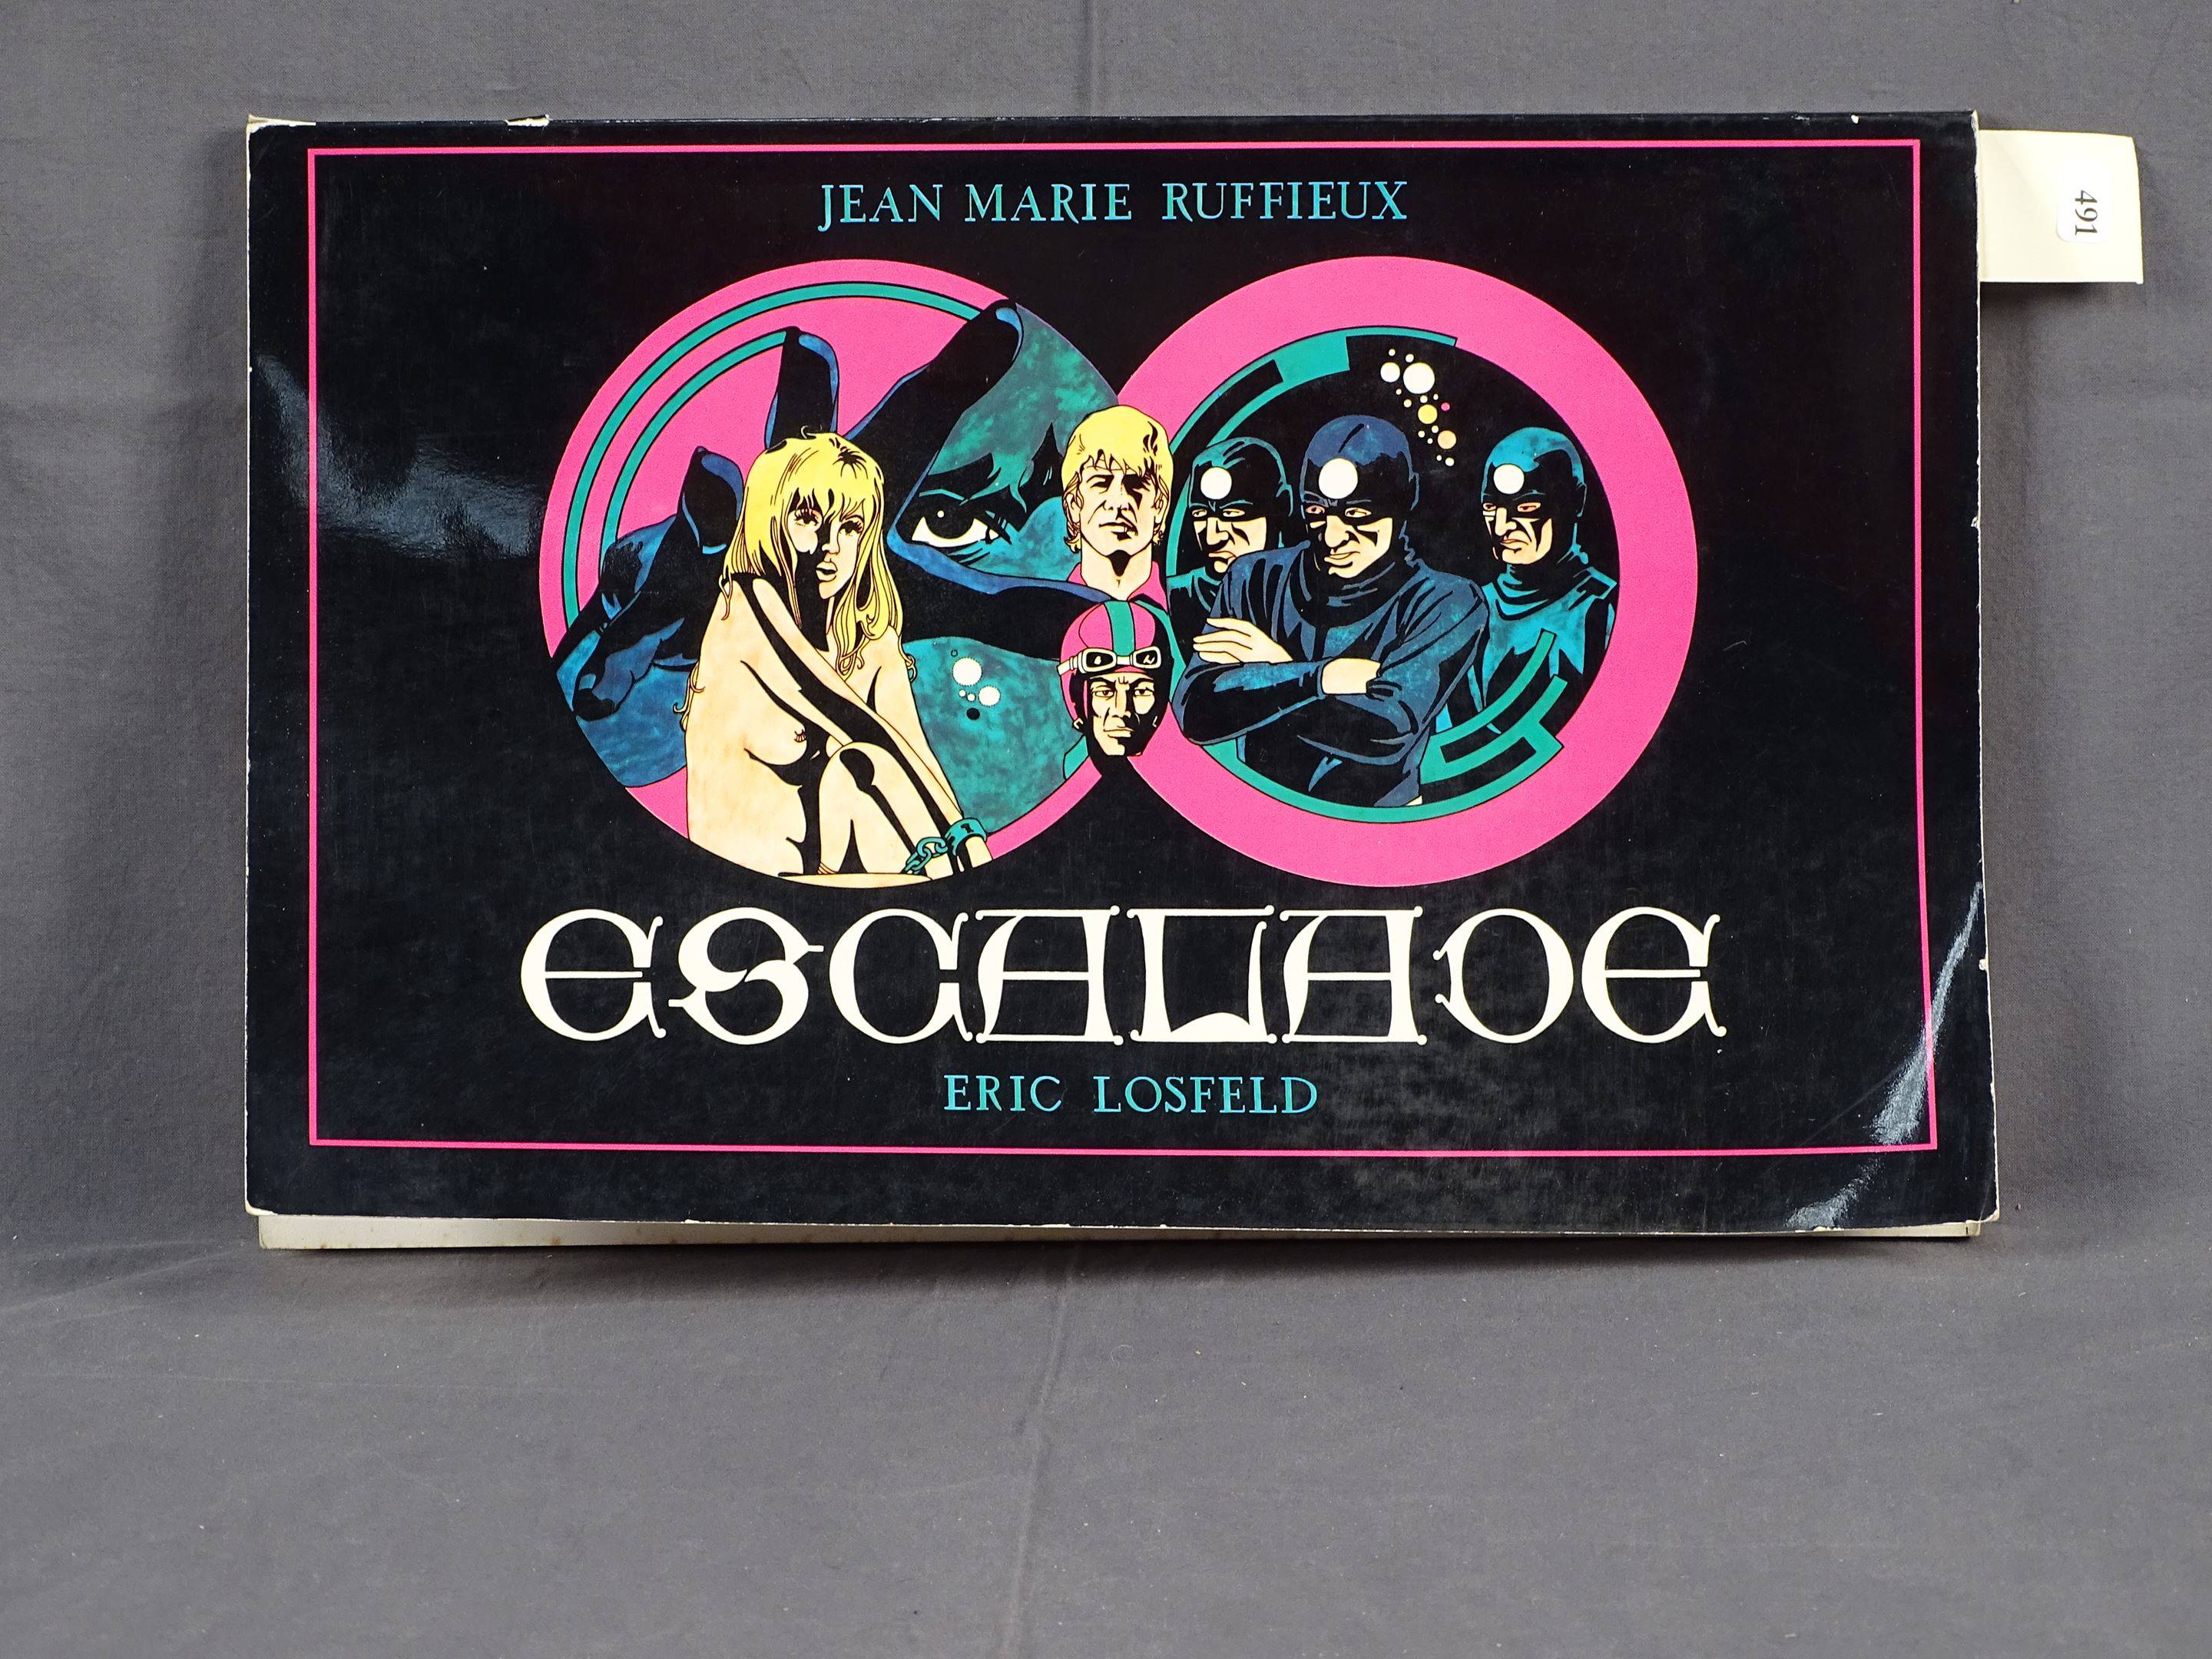 JEAN MARIE RUFFIEUX
491
ESCALADE
ERIC LOSFELD